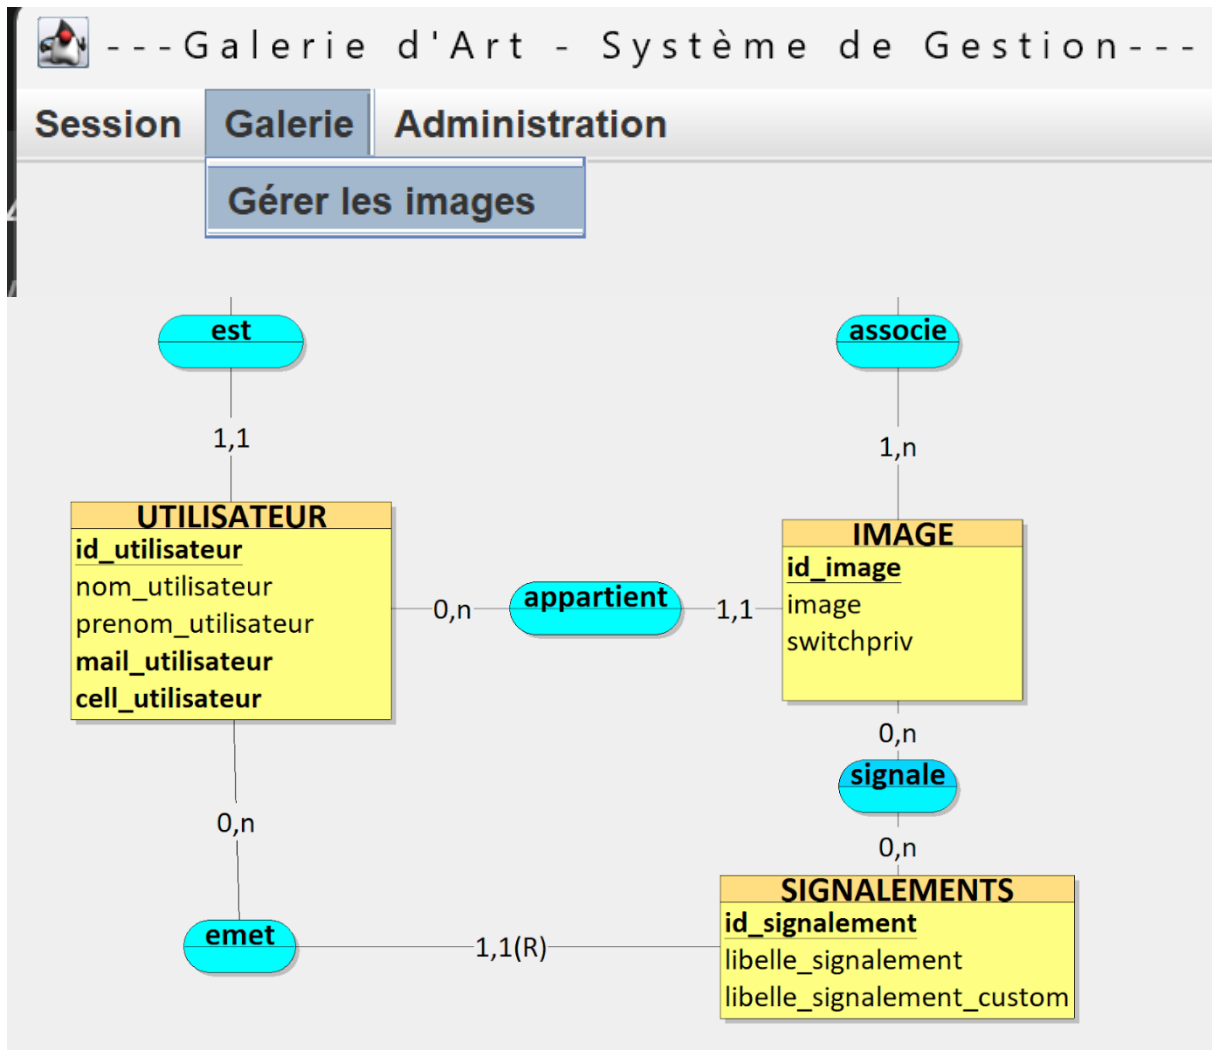 ---Galerie d'Art - Système de Gestion---
Session Galerie Administration
Gérer les images
est
associe
1,1
1,n
UTILISATEUR
id_utilisateur
nom_utilisateur
prenom_utilisateur
mail_utilisateur
cell_utilisateur
0,n
appartient
1,1
IMAGE
id_image
image
switchpriv
0,n
signale
0,n
0,n
emet
1,1(R)
SIGNALEMENTS
id_signalement
libelle_signalement
libelle_signalement_custom